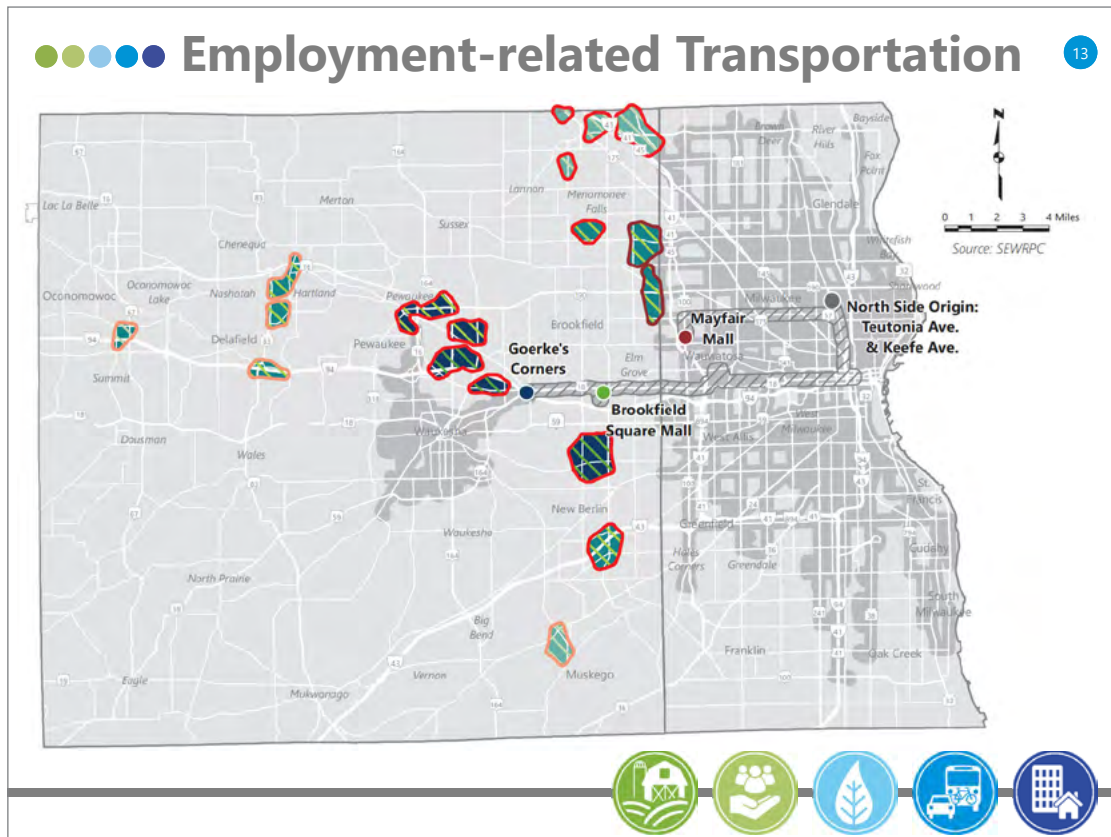 Employment-related Transportation
13
Bayside
Brown
Deer
River
Hills
Fox
Point
N
0 1 2 3 4 Miles
Source: SEWRPC
Lannon
Menomonee
Falls
Glendale
Lac La Belle
Merton
Sussex
Chenequa
Whitefish
Bay
Oconomowoc
Oconomowoc
Lake
Nashotah
Hartland
Pewaukee
Shorewood
Milwaukee
North Side Origin:
Teutonia Ave.
& Keefe Ave.
Mayfair
Mall
Brookfield
Delafield
Pewaukee
Goerke's
Corners
Elm
Grove
Wauwatosa
Summit
Brookfield
Square Mall
Waukesha
West
Milwaukee
West Allis
Dousman
Wales
St.
Francis
New Berlin
Greenfield
Waukesha
Hales
Corners
Greendale
Cudahy
North Prairie
South
Milwaukee
Big
Bend
Franklin
Oak Creek
Eagle
Mukwonago
Vernon
Muskego